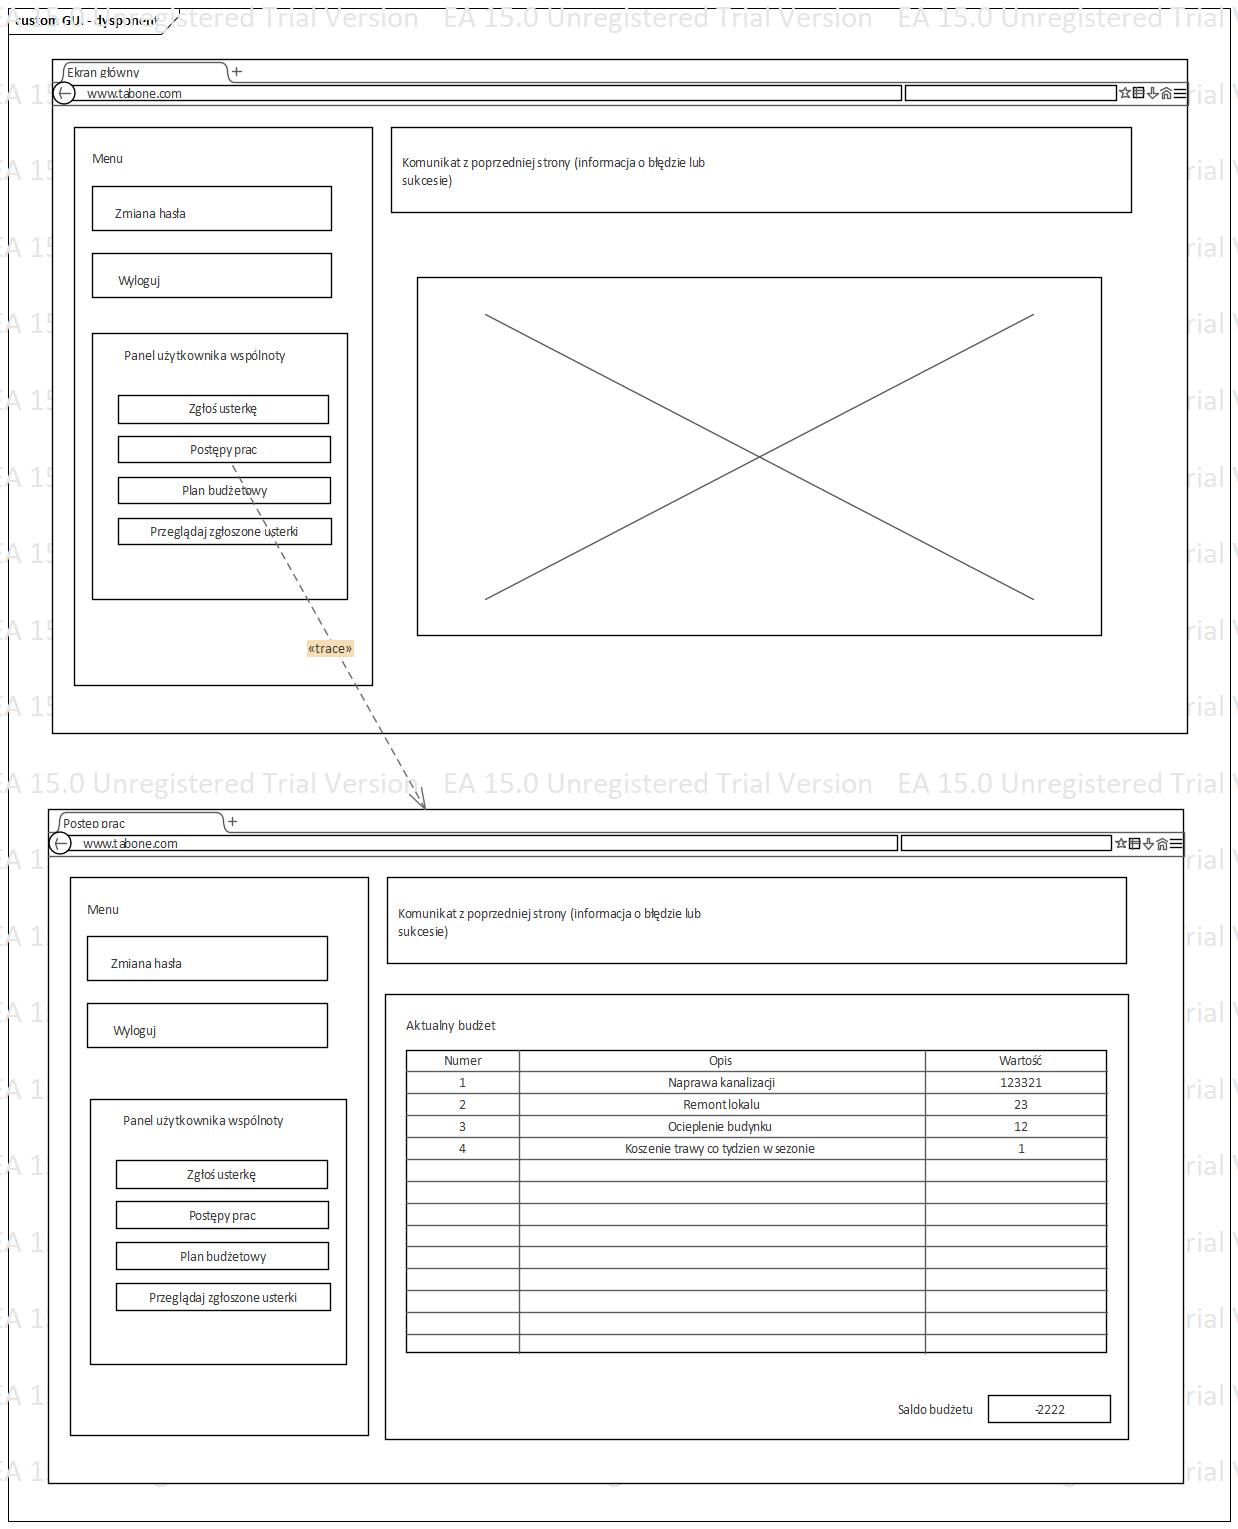 custom GUI - dysponent
EA 15.0 Unregistered Trial Version EA 15.0 Unregistered Trial Version EA 15.0 Unregistered Trial
Ekran główny
www.tabone.com
Menu
Komunikat z poprzedniej strony (informacja o błędzie lub
sukcesie)
Zmiana hasła
Wyloguj
Panel użytkownika wspólnoty
Zgłoś usterkę
Postępy prac
Plan budżetowy
Przeglądaj zgłoszone usterki
«trace»
EA 15.0 Unregistered Trial Version EA 15.0 Unregistered Trial Version EA 15.0 Unregistered Trial
Postęp prac
www.tabone.com
Menu
Komunikat z poprzedniej strony (informacja o błędzie lub
sukcesie)
Zmiana hasła
Wyloguj
Aktualny budżet
Numer Opis Wartość
1 Naprawa kanalizacji 123321
2 Remont lokalu 23
3 Ocieplenie budynku 12
4 Koszenie trawy co tydzien w sezonie 1
Panel użytkownika wspólnoty
Zgłoś usterkę
Postępy prac
Plan budżetowy
Przeglądaj zgłoszone usterki
Saldo budżetu -2222